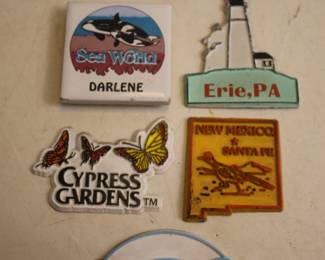 Sea World
DARLENE
Erie, PA
CYPRESS
GARDENS™
NEW MEXICO
SANTA FE